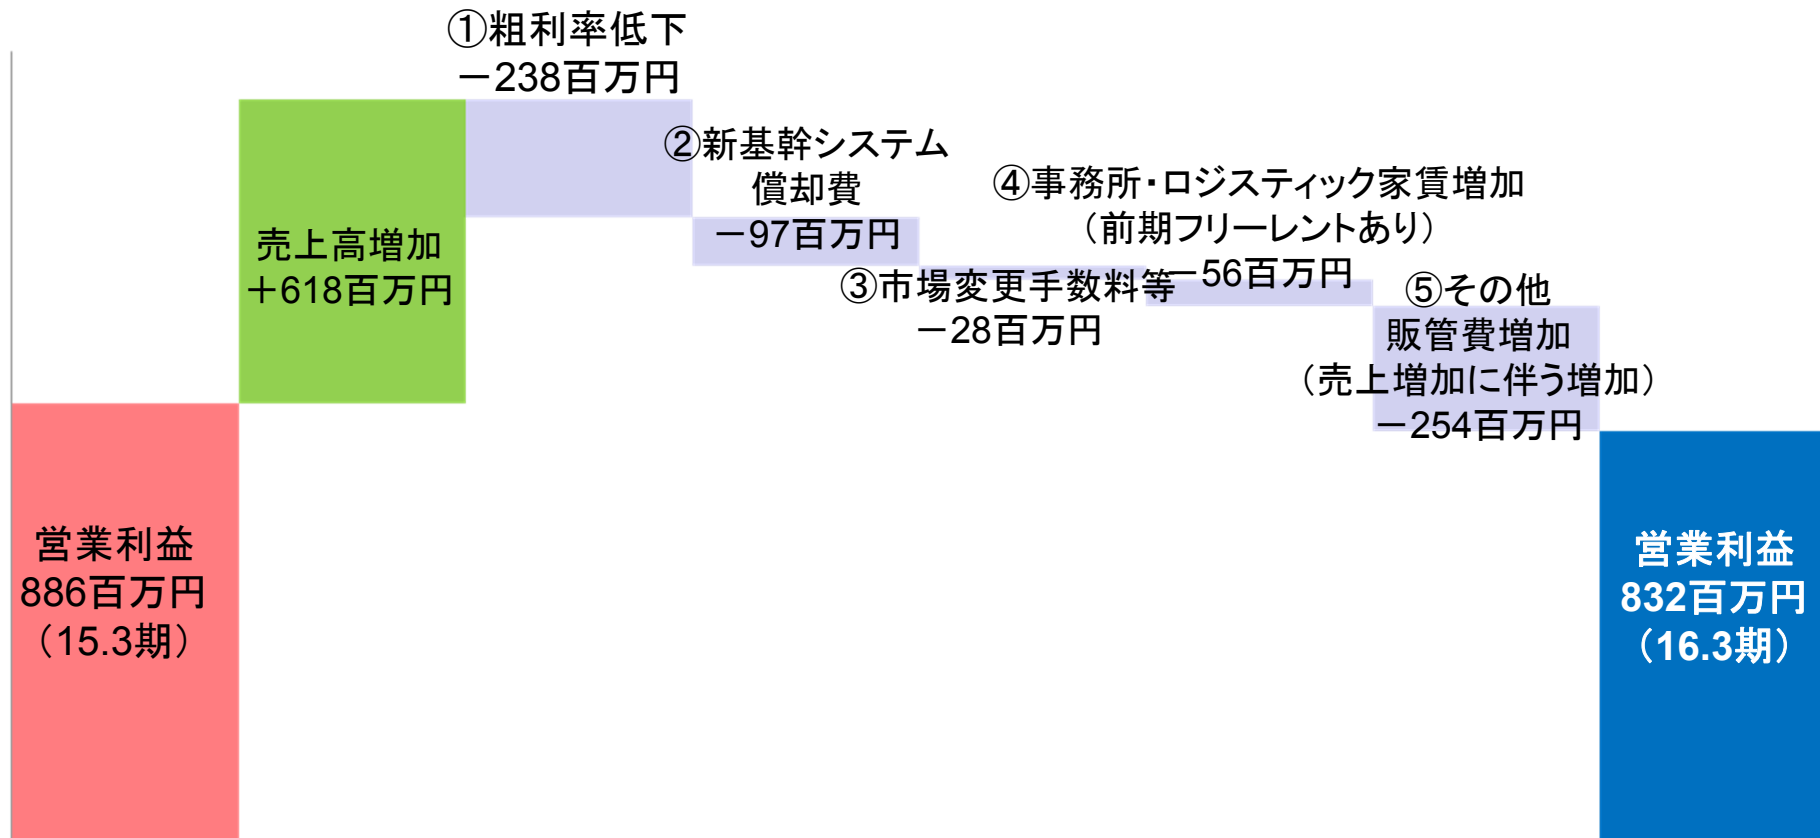 ①粗利率低下
－238百万円
②新基幹システム
償却費
－97百万円
④事務所・ロジスティック家賃増加
（前期フリーレントあり）
－56百万円
売上高増加
＋618百万円
③市場変更手数料等
－28百万円
⑤その他
販管費増加
（売上増加に伴う増加）
－254百万円
営業利益
886百万円
（15.3期）
営業利益
832百万円
（16.3期）